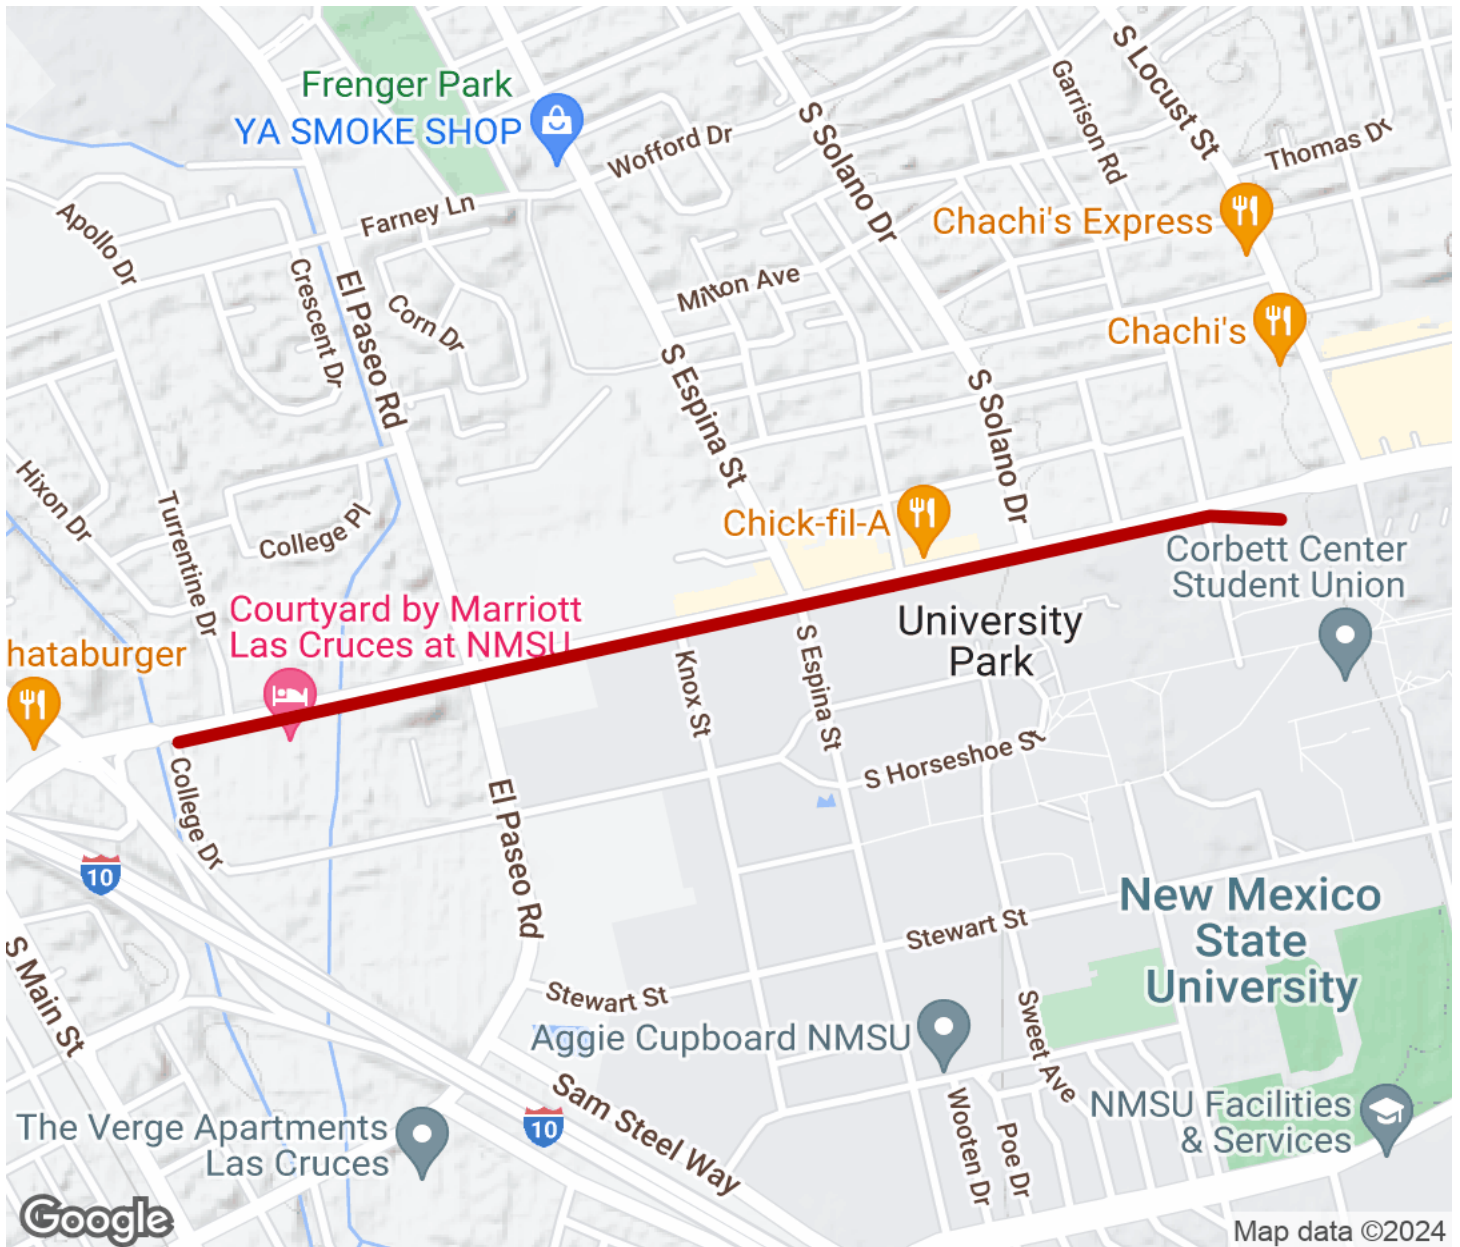 S Locust St
Frenger Park
Garrison Rd
YA SMOKE SHOP
Wofford Dr
S Solano Dr
Thomas Dr
Apollo Dr
Farney Ln
Chachi's Express
Crescent Dr
El Paseo Rd
Milton Ave
Corn Dr
Chachi's
S Espina St
S Solano Dr
Hixon Dr
Turrentine Dr
College Pl
Chick-fil-A
Corbett Center
Student Union
Courtyard by Marriott
Las Cruces at NMSU
University
Park
hataburger
Knox St
S Espina St
S Horseshoe St
College Dr
El Paseo Rd
10
New Mexico
State
University
Stewart St
S Main St
Stewart St
Aggie Cupboard NMSU
Sweet Ave
Sam Steel Way
10
Wooten Dr
Poe Dr
NMSU Facilities
& Services
The Verge Apartments
Las Cruces
Google
Map data ©2024